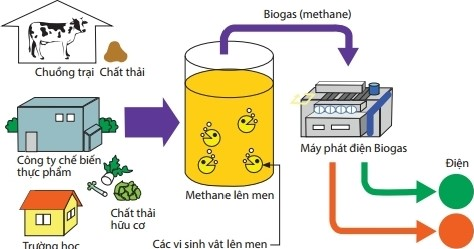 Biogas (methane)
Chuồng trại
Chất thải
Công ty chế biến
thực phẩm
Chất thải
hữu cơ
Trường học
Methane lên men
Các vi sinh vật lên men
Máy phát điện Biogas
Điện